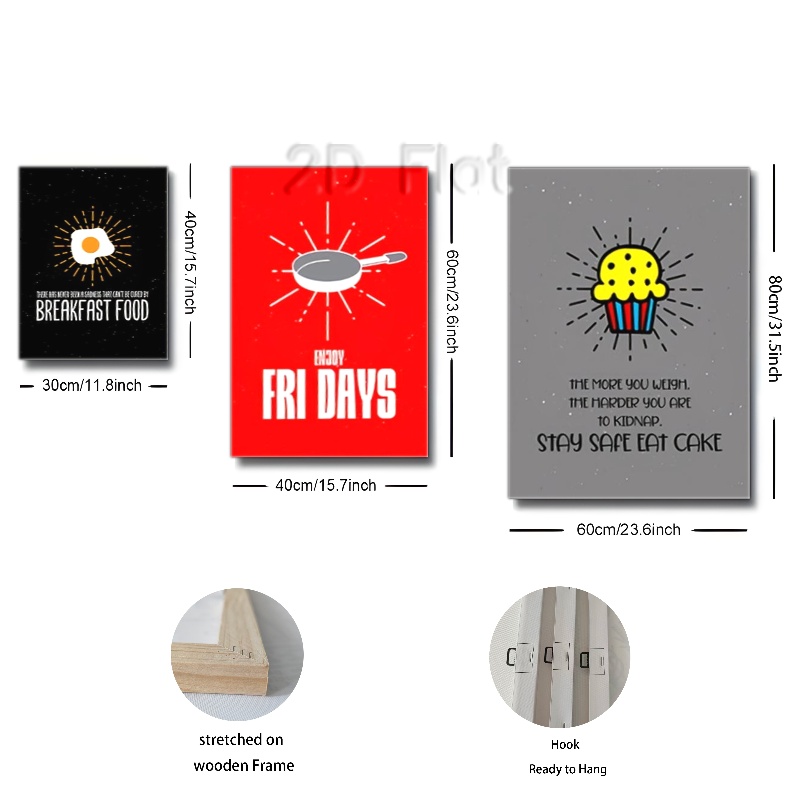 2D Flat
THERE HAS NEVER BEEN A SADNESS THAT CAN'T BE CURED BY
BREAKFAST FOOD
40cm/15.7inch
30cm/11.8inch
ENJOY
FRI DAYS
60cm/23.6inch
40cm/15.7inch
THE MORE YOU WEIGH,
THE HARDER YOU ARE
TO KIDNAP.
STAY SAFE EAT CAKE
80cm/31.5inch
60cm/23.6inch
stretched on
wooden Frame
Hook
Ready to Hang